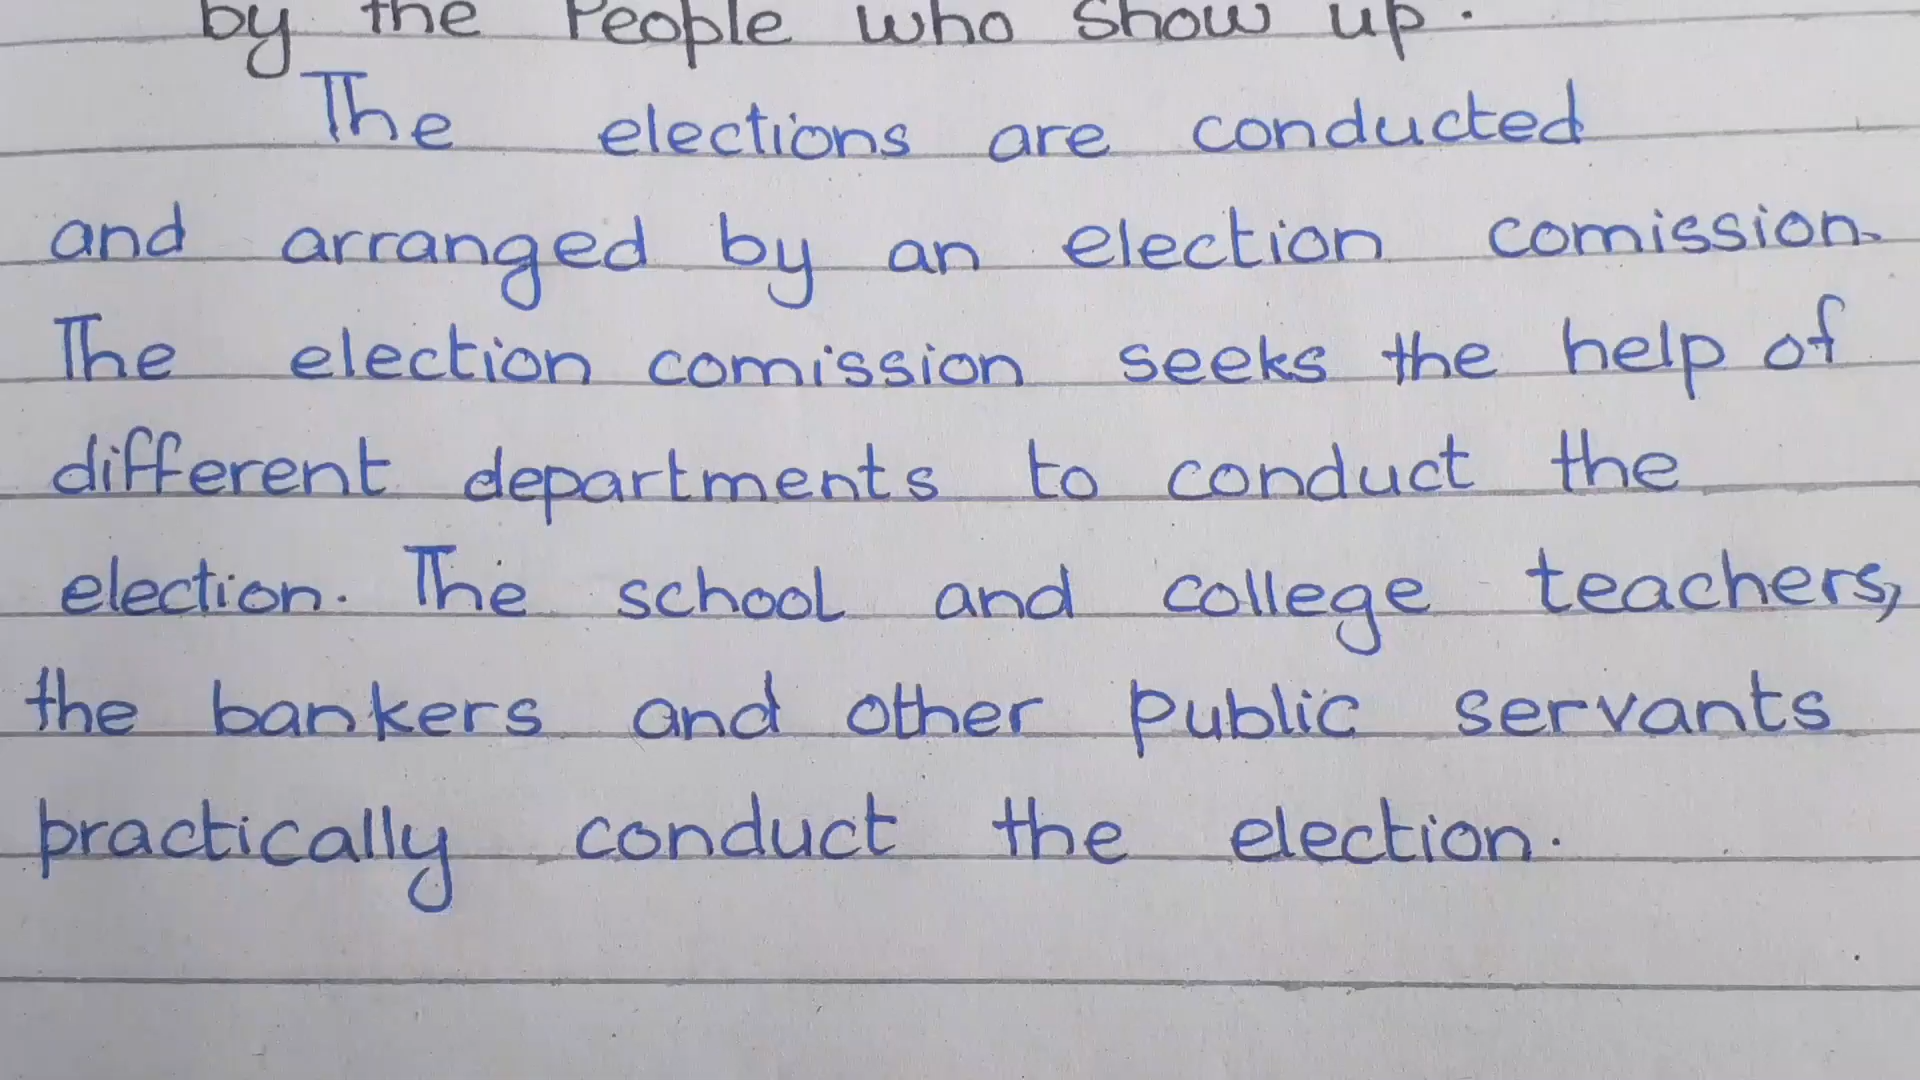 by the People who show up.
The elections are conducted
and arranged by an election comission.
The election comission seeks the help of
different departments to conduct the
election. The school and college teachers,
the bankers and other public servants
practically conduct the election.